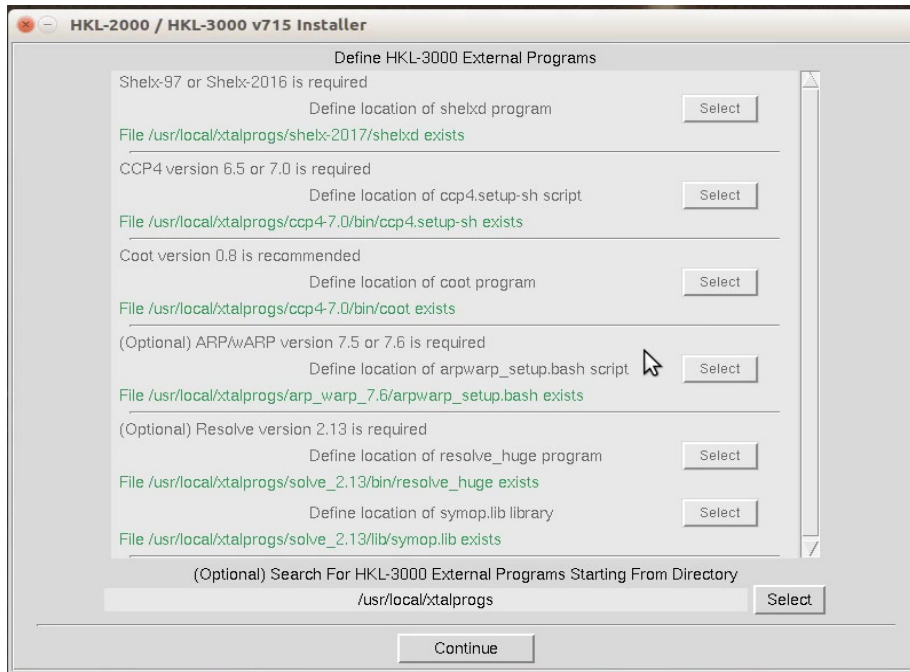 HKL-2000 / HKL-3000 v715 Installer
Define HKL-3000 External Programs
Shelx-97 or Shelx-2016 is required
Define location of shelxd program Select
File /usr/local/xtalprogs/shelx-2017/shelxd exists
CCP4 version 6.5 or 7.0 is required
Define location of ccp4.setup-sh script Select
File /usr/local/xtalprogs/ccp4-7.0/bin/ccp4.setup-sh exists
Coot version 0.8 is recommended
Define location of coot program Select
File /usr/local/xtalprogs/ccp4-7.0/bin/coot exists
(Optional) ARP/wARP version 7.5 or 7.6 is required
Define location of arpwarp_setup.bash script Select
File /usr/local/xtalprogs/arp_warp_7.6/arpwarp_setup.bash exists
(Optional) Resolve version 2.13 is required
Define location of resolve_huge program Select
File /usr/local/xtalprogs/solve_2.13/bin/resolve_huge exists
Define location of symop.lib library Select
File /usr/local/xtalprogs/solve_2.13/lib/symop.lib exists
(Optional) Search For HKL-3000 External Programs Starting From Directory
/usr/local/xtalprogs Select
Continue